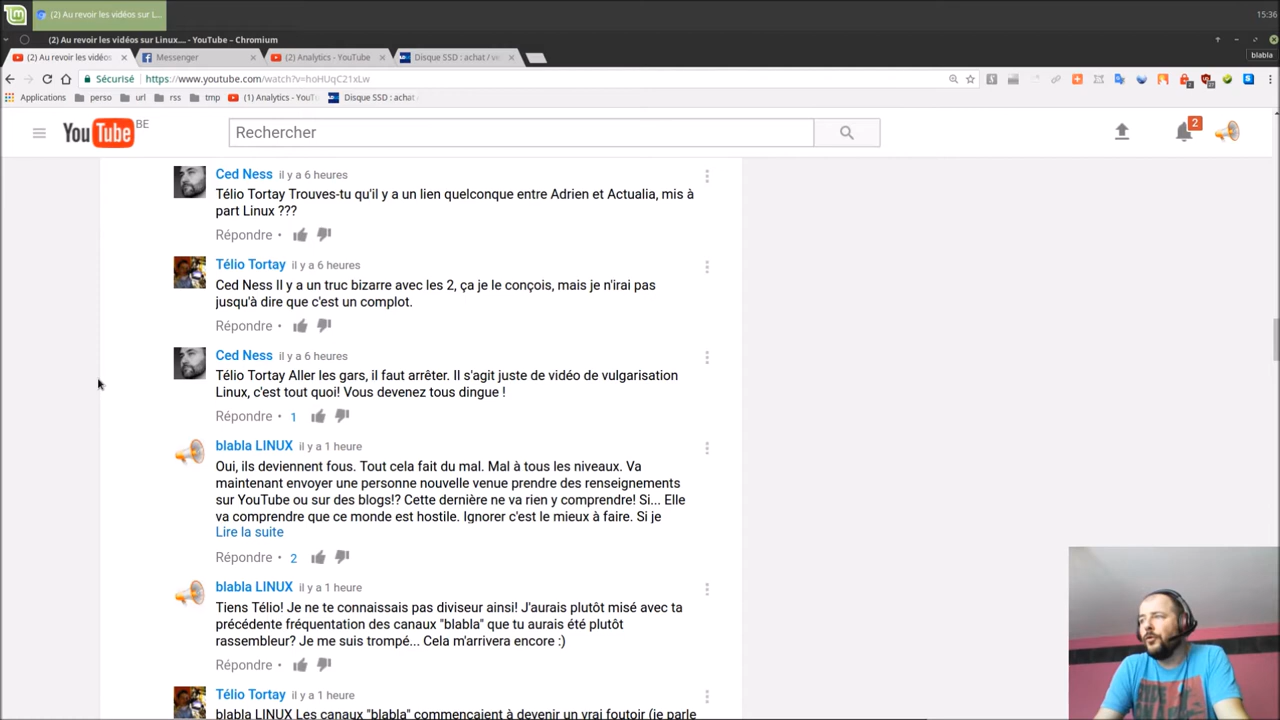 (2) Au revoir les vidéos sur L...
15:36
(2) Au revoir les vidéos sur Linux.... - YouTube – Chromium
(2) Au revoir les vidéos
Messenger
(2) Analytics - YouTube
Disque SSD : achat / ve
blabla
Sécurisé
https://www.youtube.com/watch?v=hoHUqC21xLw
Applications
perso
url
rss
tmp
(1) Analytics - YouT
Disque SSD : achat
YouTube BE
Rechercher
2
Ced Ness il y a 6 heures
Télio Tortay Trouves-tu qu'il y a un lien quelconque entre Adrien et Actualia, mis à
part Linux ???
Répondre •
Télio Tortay il y a 6 heures
Ced Ness Il y a un truc bizarre avec les 2, ça je le conçois, mais je n'irai pas
jusqu'à dire que c'est un complot.
Répondre •
Ced Ness il y a 6 heures
Télio Tortay Aller les gars, il faut arrêter. Il s'agit juste de vidéo de vulgarisation
Linux, c'est tout quoi! Vous devenez tous dingue !
Répondre • 1
blabla LINUX il y a 1 heure
Oui, ils deviennent fous. Tout cela fait du mal. Mal à tous les niveaux. Va
maintenant envoyer une personne nouvelle venue prendre des renseignements
sur YouTube ou sur des blogs!? Cette dernière ne va rien y comprendre! Si... Elle
va comprendre que ce monde est hostile. Ignorer c'est le mieux à faire. Si je
Lire la suite
Répondre • 2
blabla LINUX il y a 1 heure
Tiens Télio! Je ne te connaissais pas diviseur ainsi! J'aurais plutôt misé avec ta
précédente fréquentation des canaux "blabla" que tu aurais été plutôt
rassembleur? Je me suis trompé... Cela m'arrivera encore :)
Répondre •
Télio Tortay il y a 1 heure
blabla LINUX Les canaux "blabla" commençaient à devenir un vrai foutoir (je parle